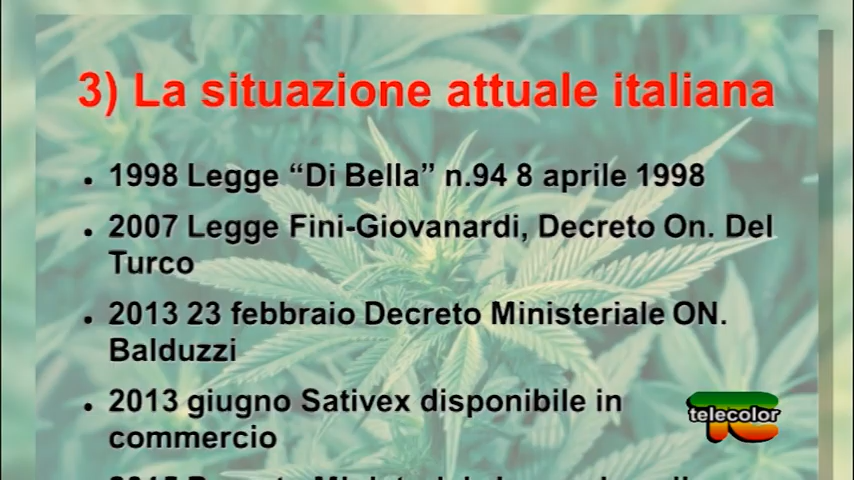 3) La situazione attuale italiana
• 1998 Legge “Di Bella” n.94 8 aprile 1998
• 2007 Legge Fini-Giovanardi, Decreto On. Del
Turco
• 2013 23 febbraio Decreto Ministeriale ON.
Balduzzi
• 2013 giugno Sativex disponibile in
commercio
telecolor